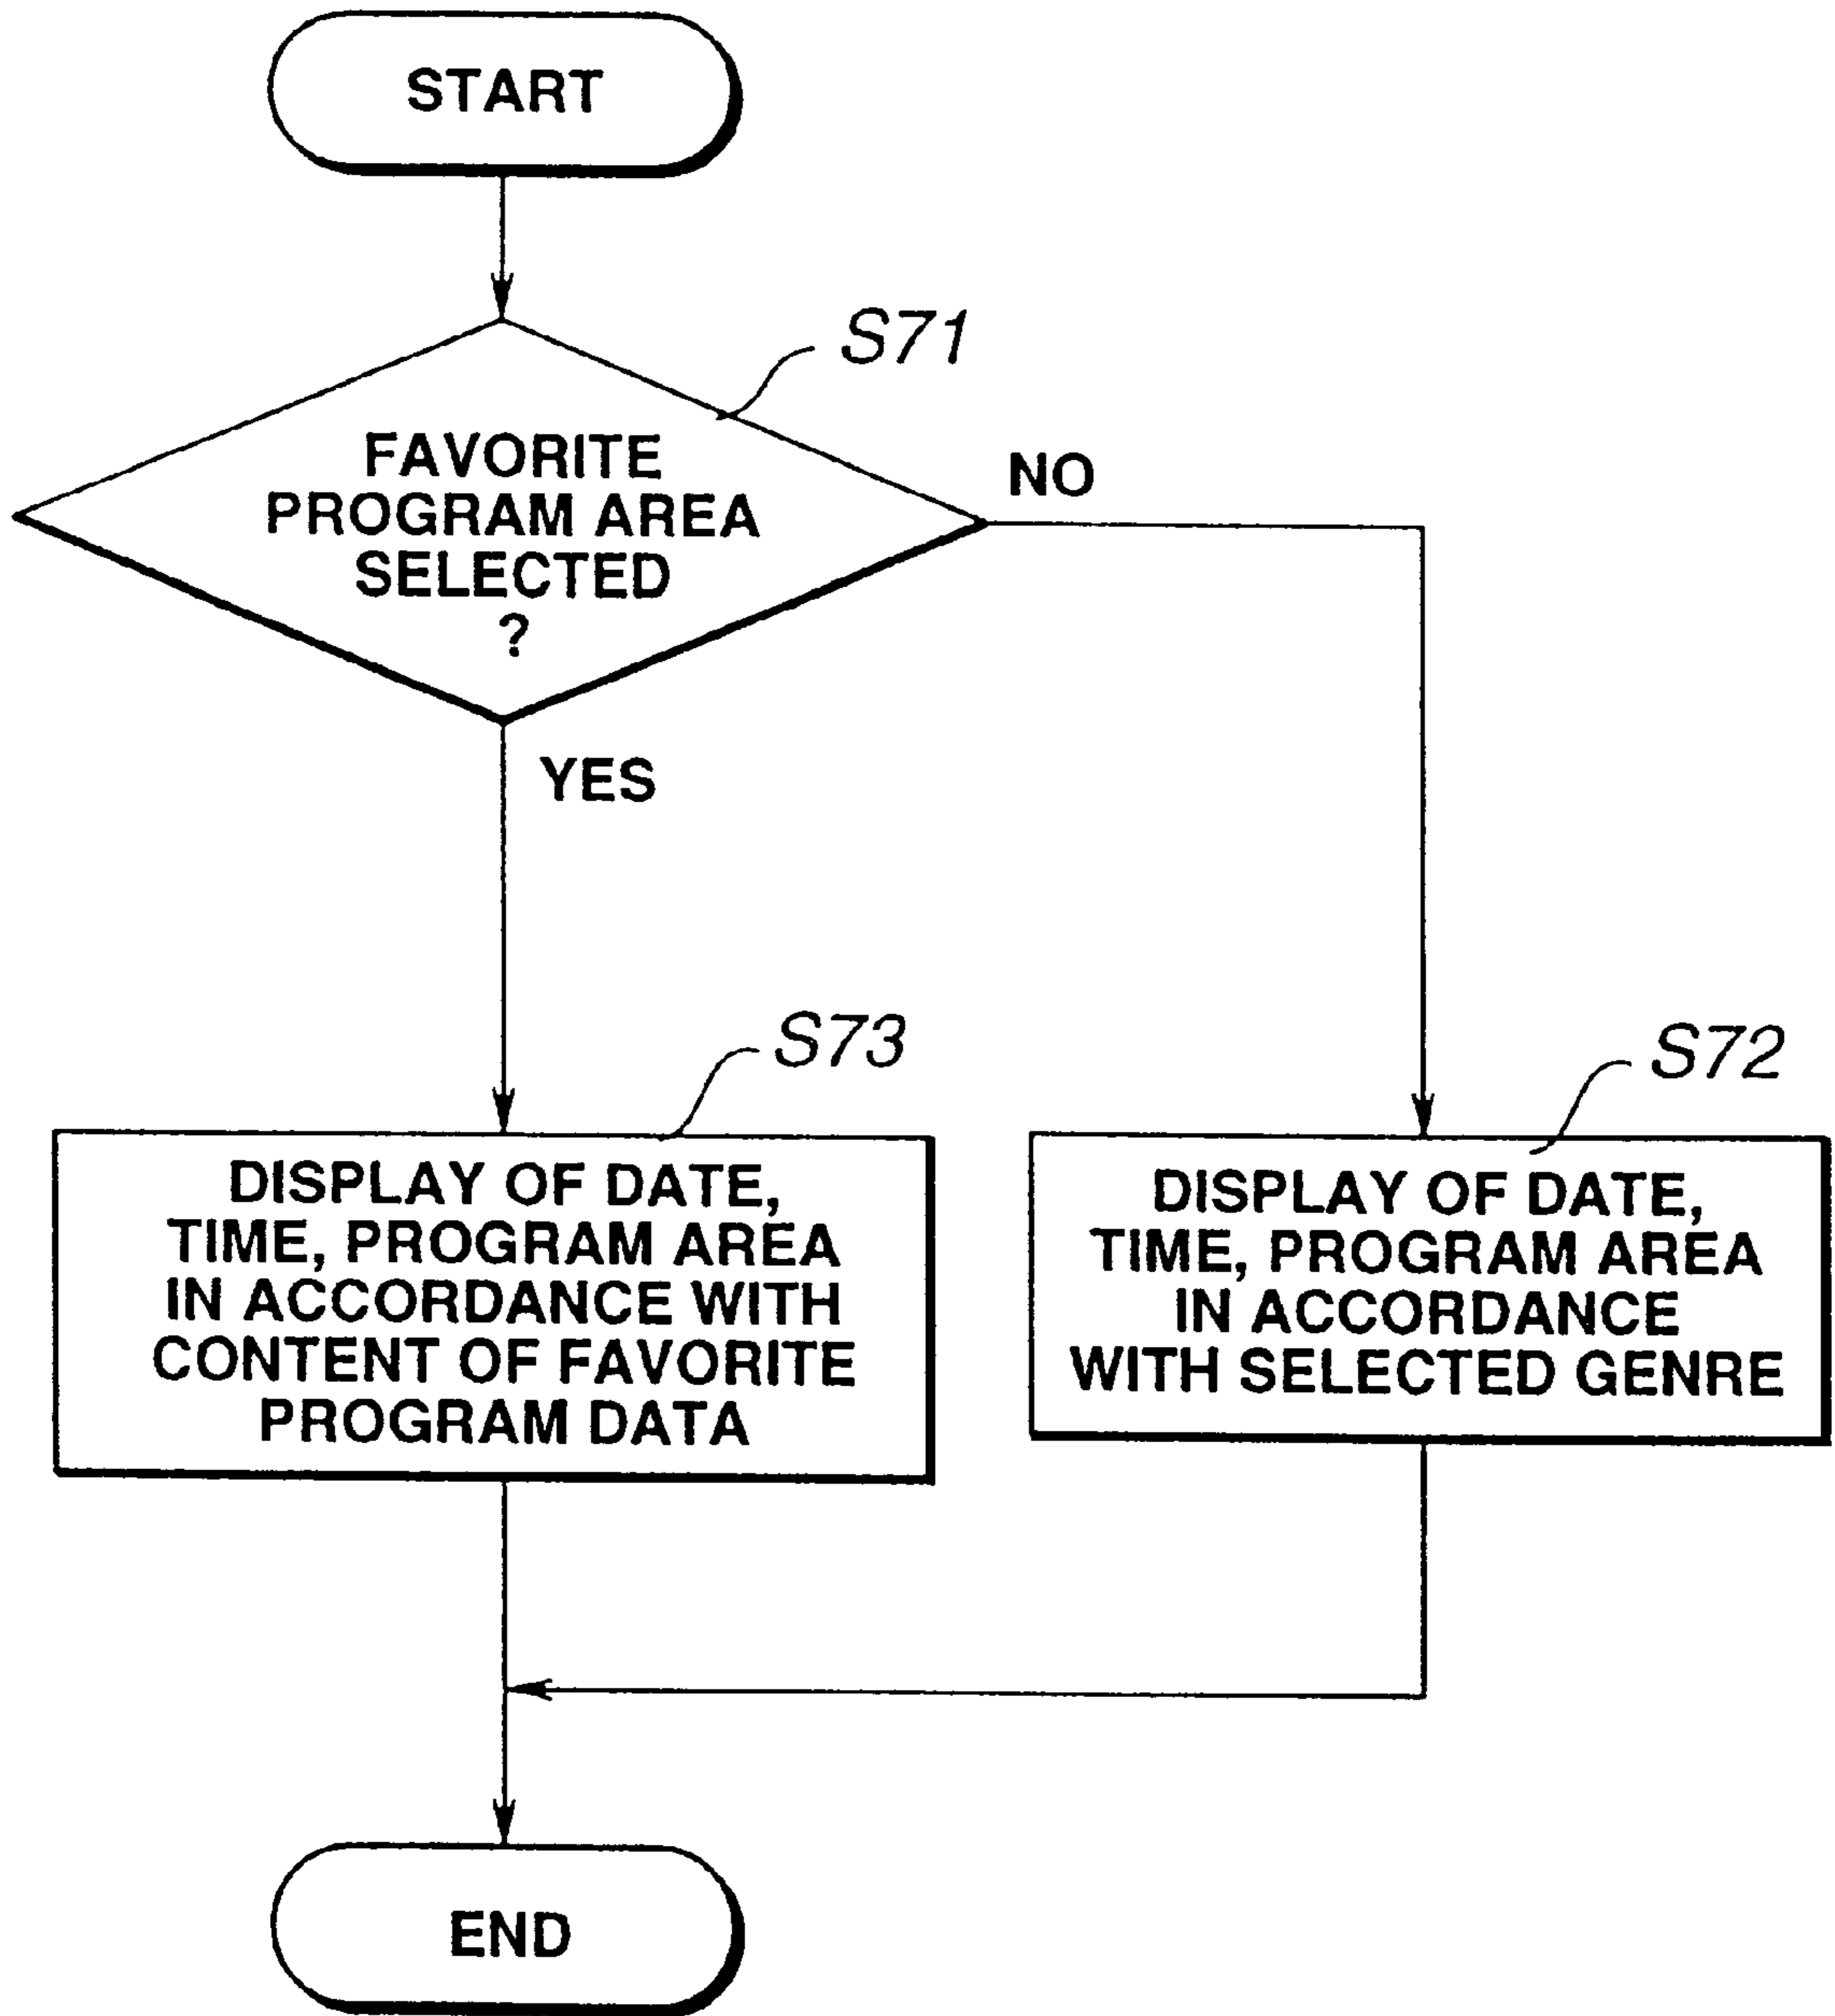 START
S71
FAVORITE
PROGRAM AREA
SELECTED
?
NO
YES
S73
DISPLAY OF DATE,
TIME, PROGRAM AREA
IN ACCORDANCE WITH
CONTENT OF FAVORITE
PROGRAM DATA
S72
DISPLAY OF DATE,
TIME, PROGRAM AREA
IN ACCORDANCE
WITH SELECTED GENRE
END